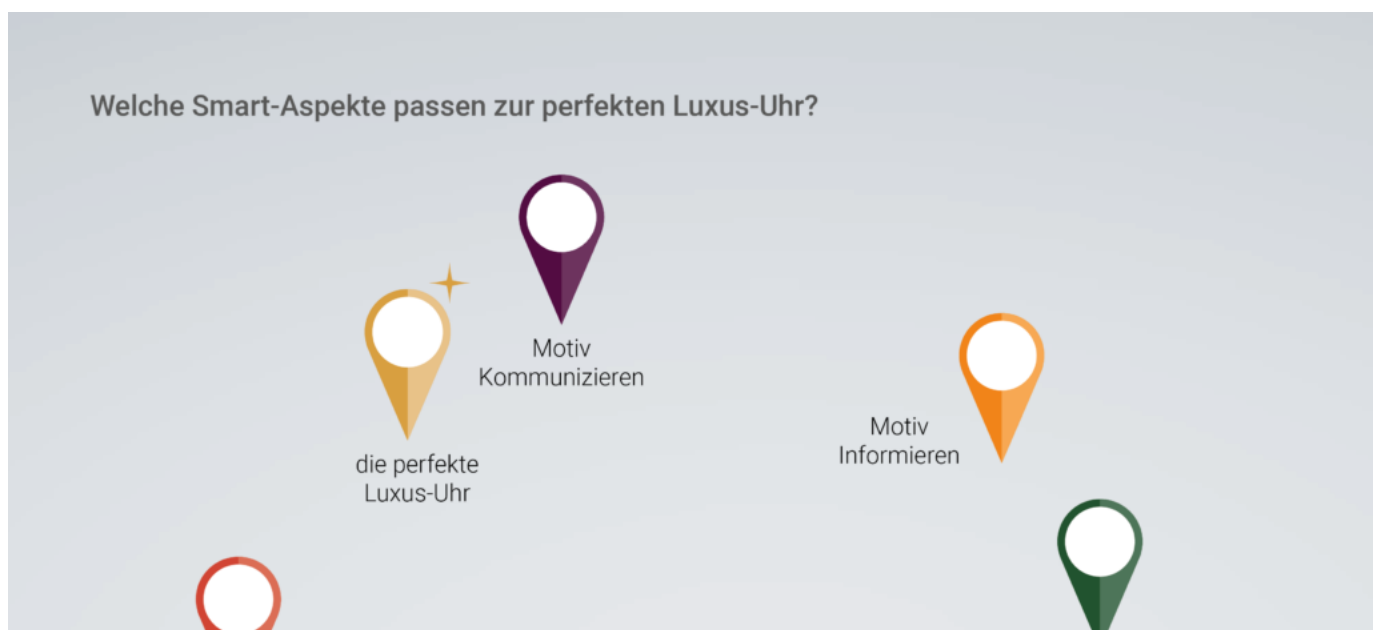 Welche Smart-Aspekte passen zur perfekten Luxus-Uhr?
Motiv
Kommunizieren
die perfekte
Luxus-Uhr
Motiv
Informieren